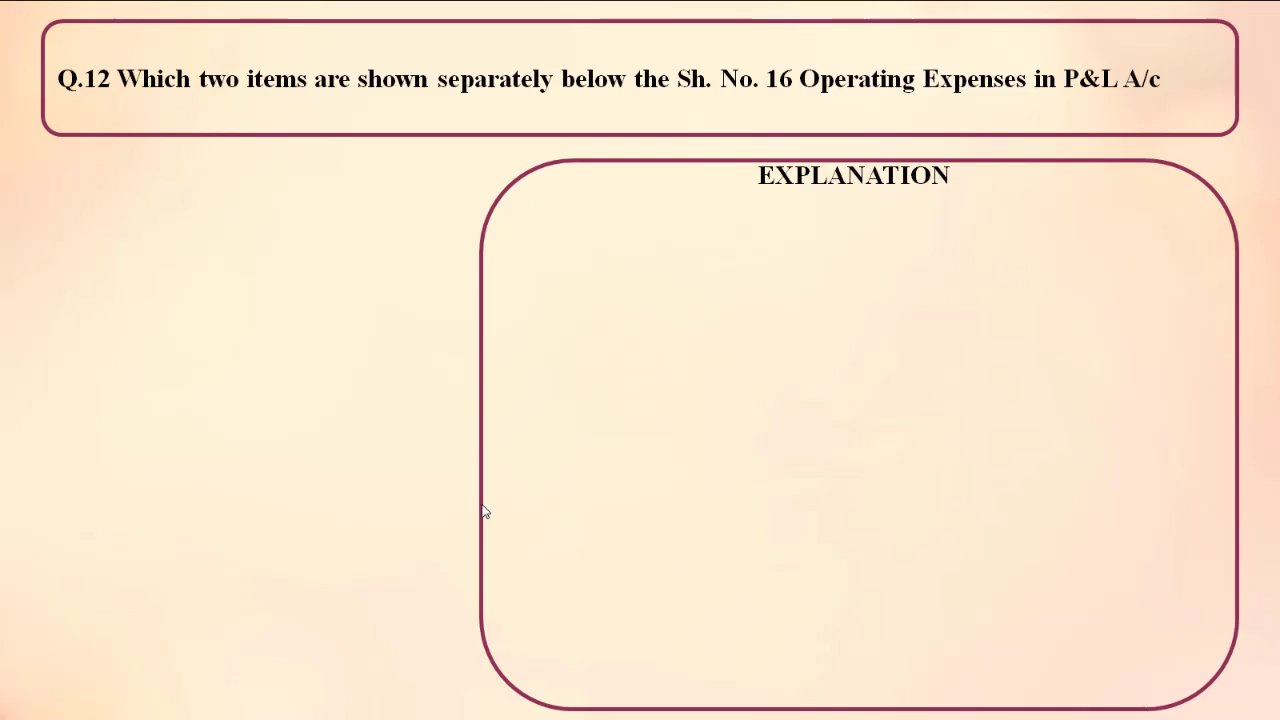 Q.12 Which two items are shown separately below the Sh. No. 16 Operating Expenses in P&L A/c
EXPLANATION